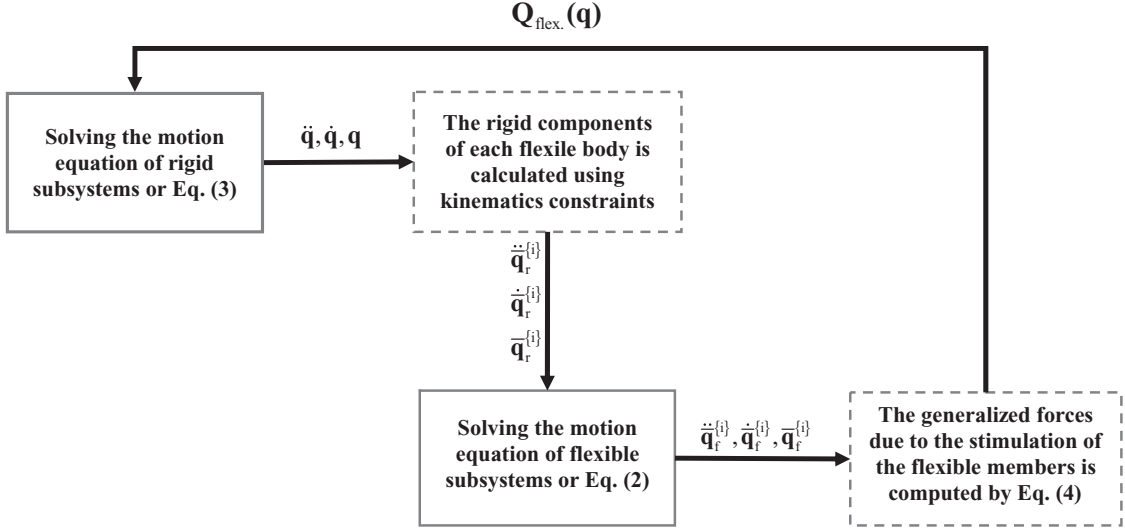 Q_flex.(q)
Solving the motion
equation of rigid
subsystems or Eq. (3)
q̈, q̇, q
The rigid components
of each flexile body is
calculated using
kinematics constraints
q̅̈_r^{i}
q̅̇_r^{i}
q̅_r^{i}
Solving the motion
equation of flexible
subsystems or Eq. (2)
q̅̈_f^{i}, q̅̇_f^{i}, q̅_f^{i}
The generalized forces
due to the stimulation of
the flexible members is
computed by Eq. (4)